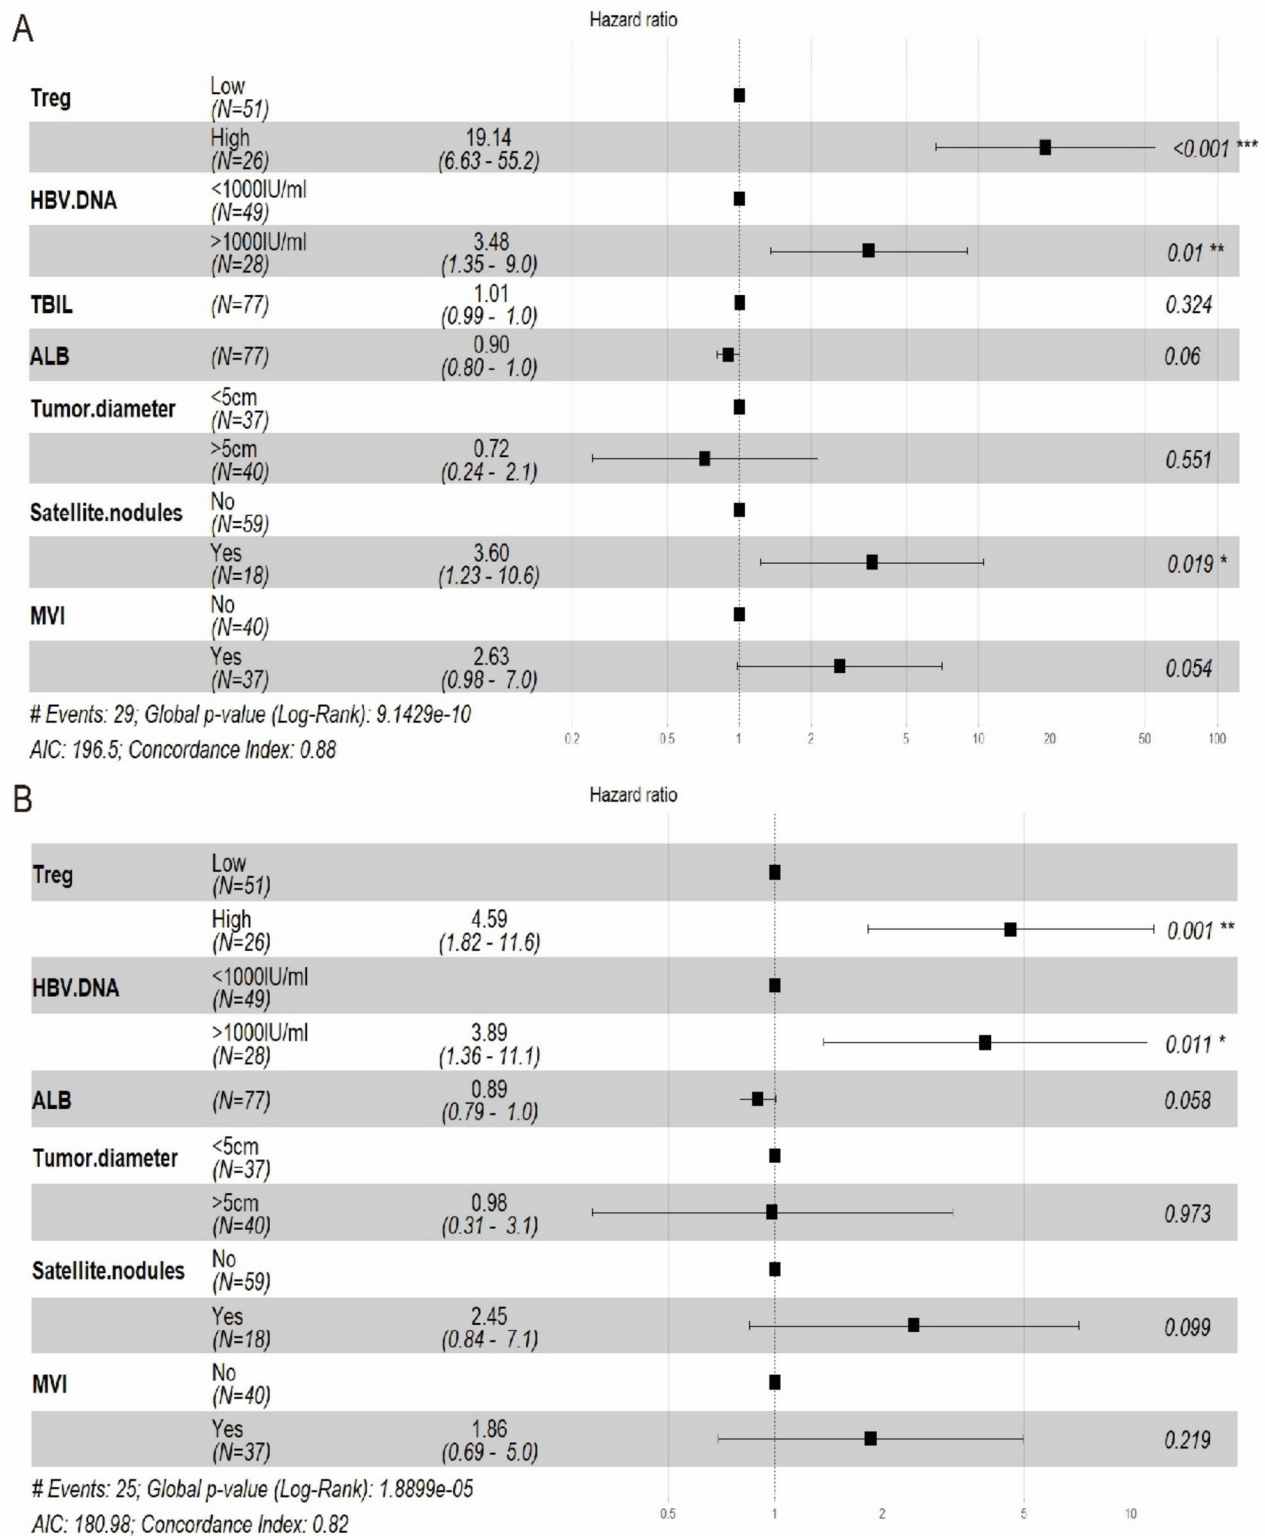 A
Hazard ratio
Treg Low
(N=51)
High 19.14
(N=26) (6.63 - 55.2) <0.001 ***
HBV.DNA <1000IU/ml
(N=49)
>1000IU/ml 3.48
(N=28) (1.35 - 9.0) 0.01 **
TBIL (N=77) 1.01
(0.99 - 1.0) 0.324
ALB (N=77) 0.90
(0.80 - 1.0) 0.06
Tumor.diameter <5cm
(N=37)
>5cm 0.72
(N=40) (0.24 - 2.1) 0.551
Satellite.nodules No
(N=59)
Yes 3.60
(N=18) (1.23 - 10.6) 0.019 *
MVI No
(N=40)
Yes 2.63
(N=37) (0.98 - 7.0) 0.054
# Events: 29; Global p-value (Log-Rank): 9.1429e-10
AIC: 196.5; Concordance Index: 0.88
0.2 0.5 1 2 5 10 20 50 100
B
Hazard ratio
Treg Low
(N=51)
High 4.59
(N=26) (1.82 - 11.6) 0.001 **
HBV.DNA <1000IU/ml
(N=49)
>1000IU/ml 3.89
(N=28) (1.36 - 11.1) 0.011 *
ALB (N=77) 0.89
(0.79 - 1.0) 0.058
Tumor.diameter <5cm
(N=37)
>5cm 0.98
(N=40) (0.31 - 3.1) 0.973
Satellite.nodules No
(N=59)
Yes 2.45
(N=18) (0.84 - 7.1) 0.099
MVI No
(N=40)
Yes 1.86
(N=37) (0.69 - 5.0) 0.219
# Events: 25; Global p-value (Log-Rank): 1.8899e-05
AIC: 180.98; Concordance Index: 0.82
0.5 1 2 5 10